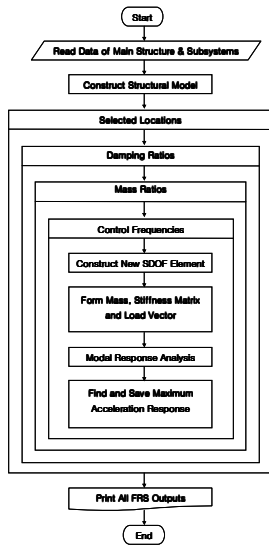 Start
Read Data of Main Structure & Subsystems
Construct Structural Model
Selected Locations
Damping Ratios
Mass Ratios
Control Frequencies
Construct New SDOF Element
Form Mass, Stiffness Matrix
and Load Vector
Modal Response Analysis
Find and Save Maximum
Acceleration Response
Print All FRS Outputs
End